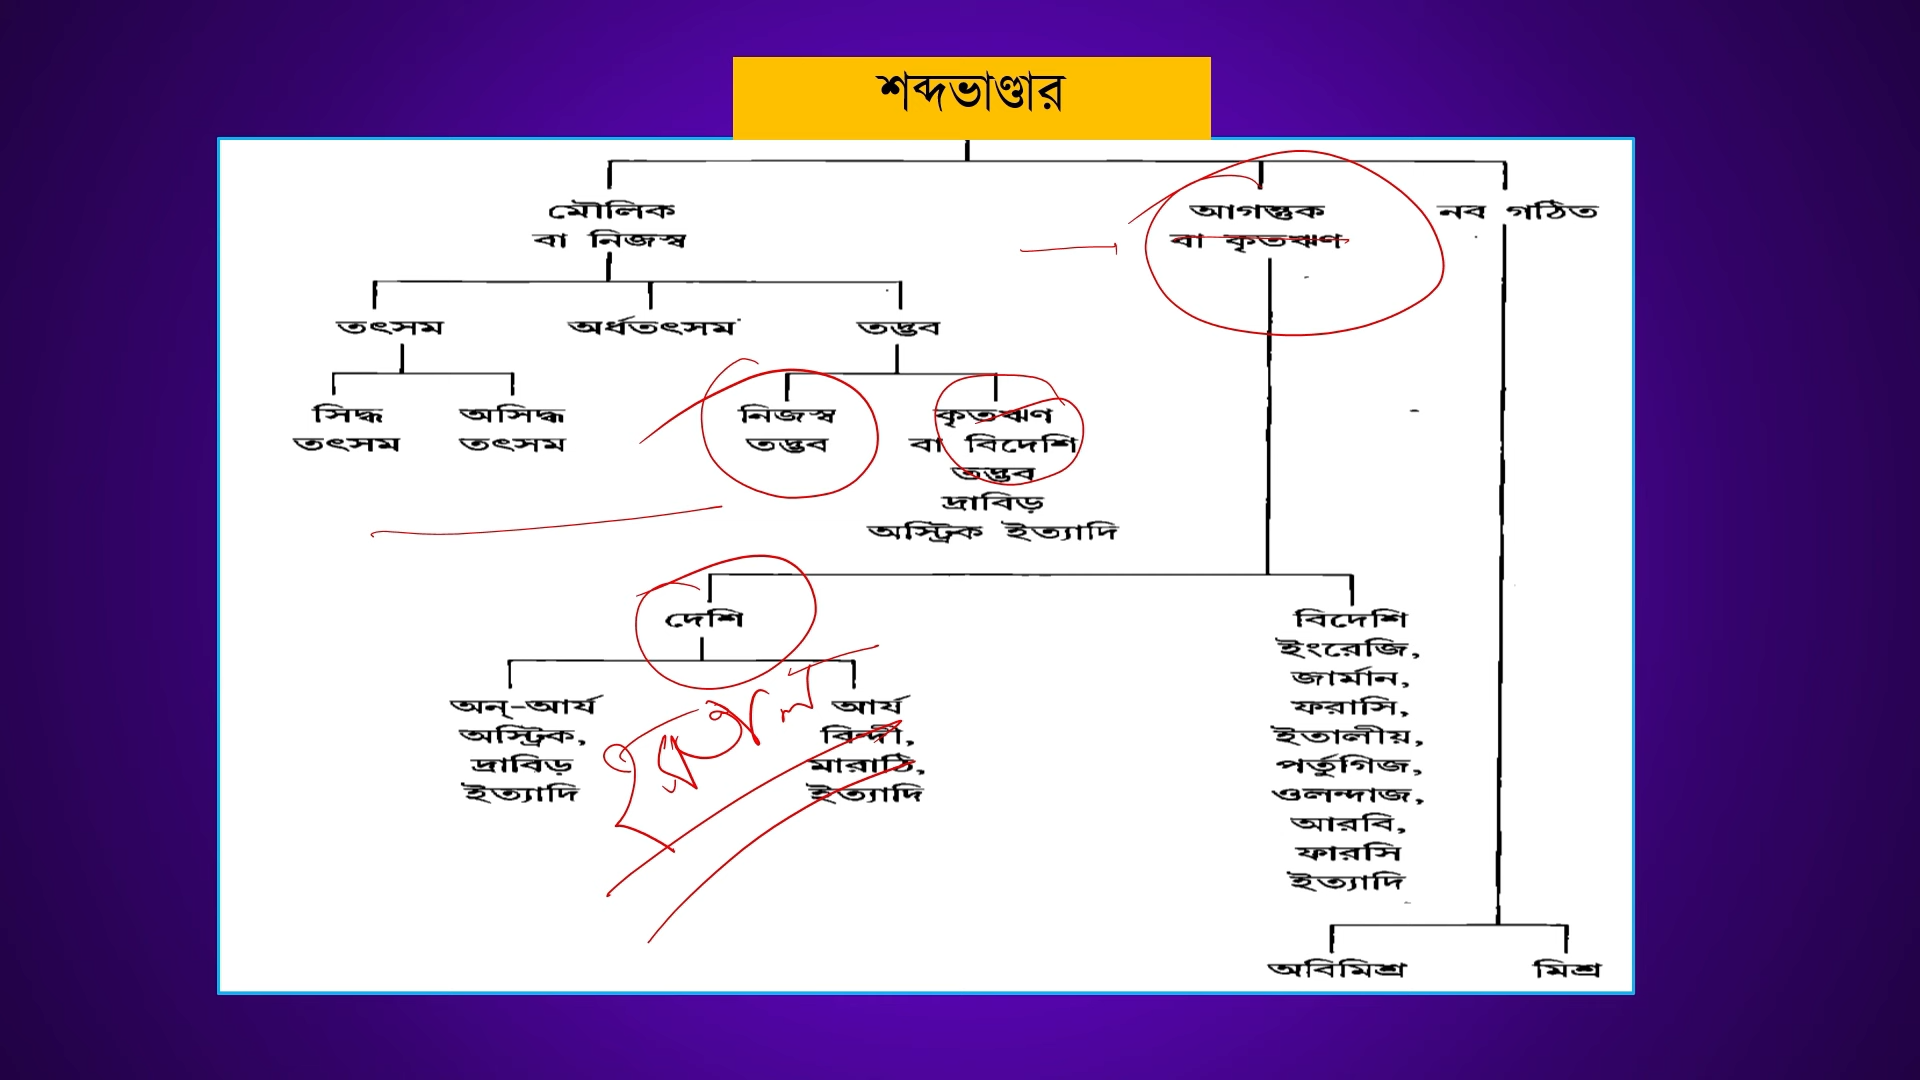 শব্দভাণ্ডার
মৌলিক
বা নিজস্ব
আগন্তুক
বা কৃতঋণ
নব গঠিত
তৎসম
অর্ধতৎসম
তদ্ভব
সিদ্ধ
তৎসম
অসিদ্ধ
তৎসম
নিজস্ব
তদ্ভব
কৃতঋণ
বা বিদেশি
তদ্ভব
দ্রাবিড়
অস্ট্রিক ইত্যাদি
দেশি
অন্-আর্য
অস্ট্রিক,
দ্রাবিড়
ইত্যাদি
আর্য
মারাঠি,
ইত্যাদি
বিদেশি
ইংরেজি,
জার্মান,
ফরাসি,
ইতালীয়,
পর্তুগিজ,
ওলন্দাজ,
আরবি,
ফারসি
ইত্যাদি
অবিমিশ্র
মিশ্র